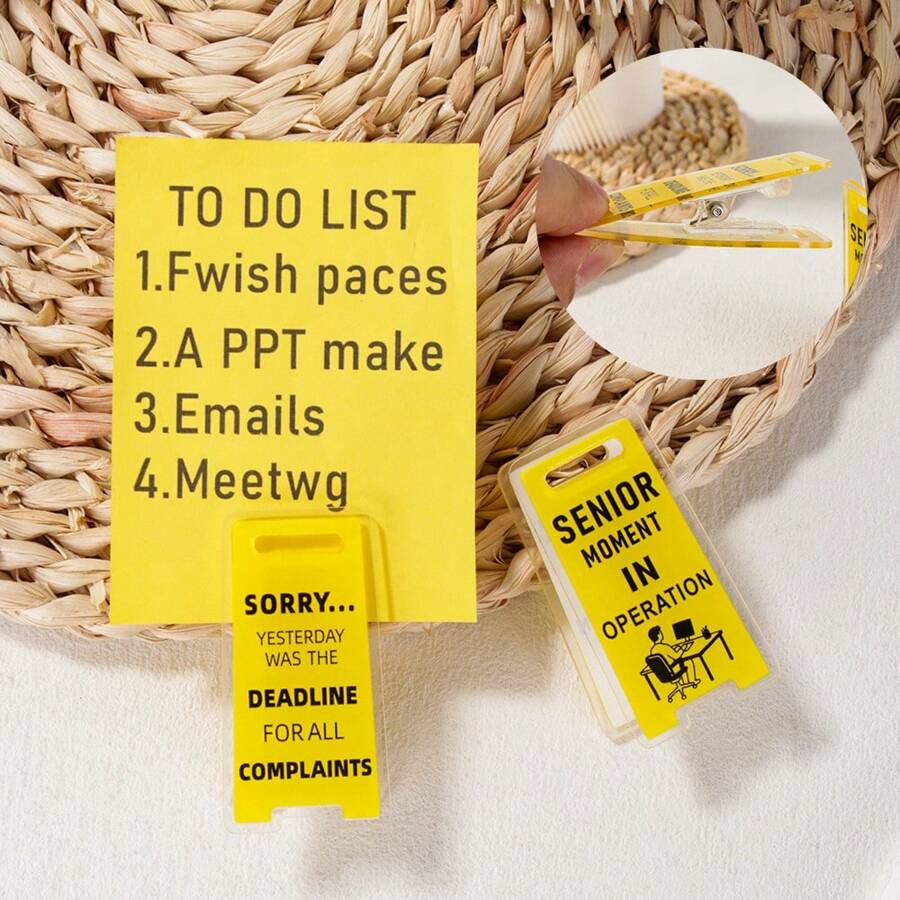 TO DO LIST
1.Fwish paces
2.A PPT make
3.Emails
4.Meetwg
SORRY...
YESTERDAY
WAS THE
DEADLINE
FOR ALL
COMPLAINTS
SENIOR
MOMENT
IN
OPERATION